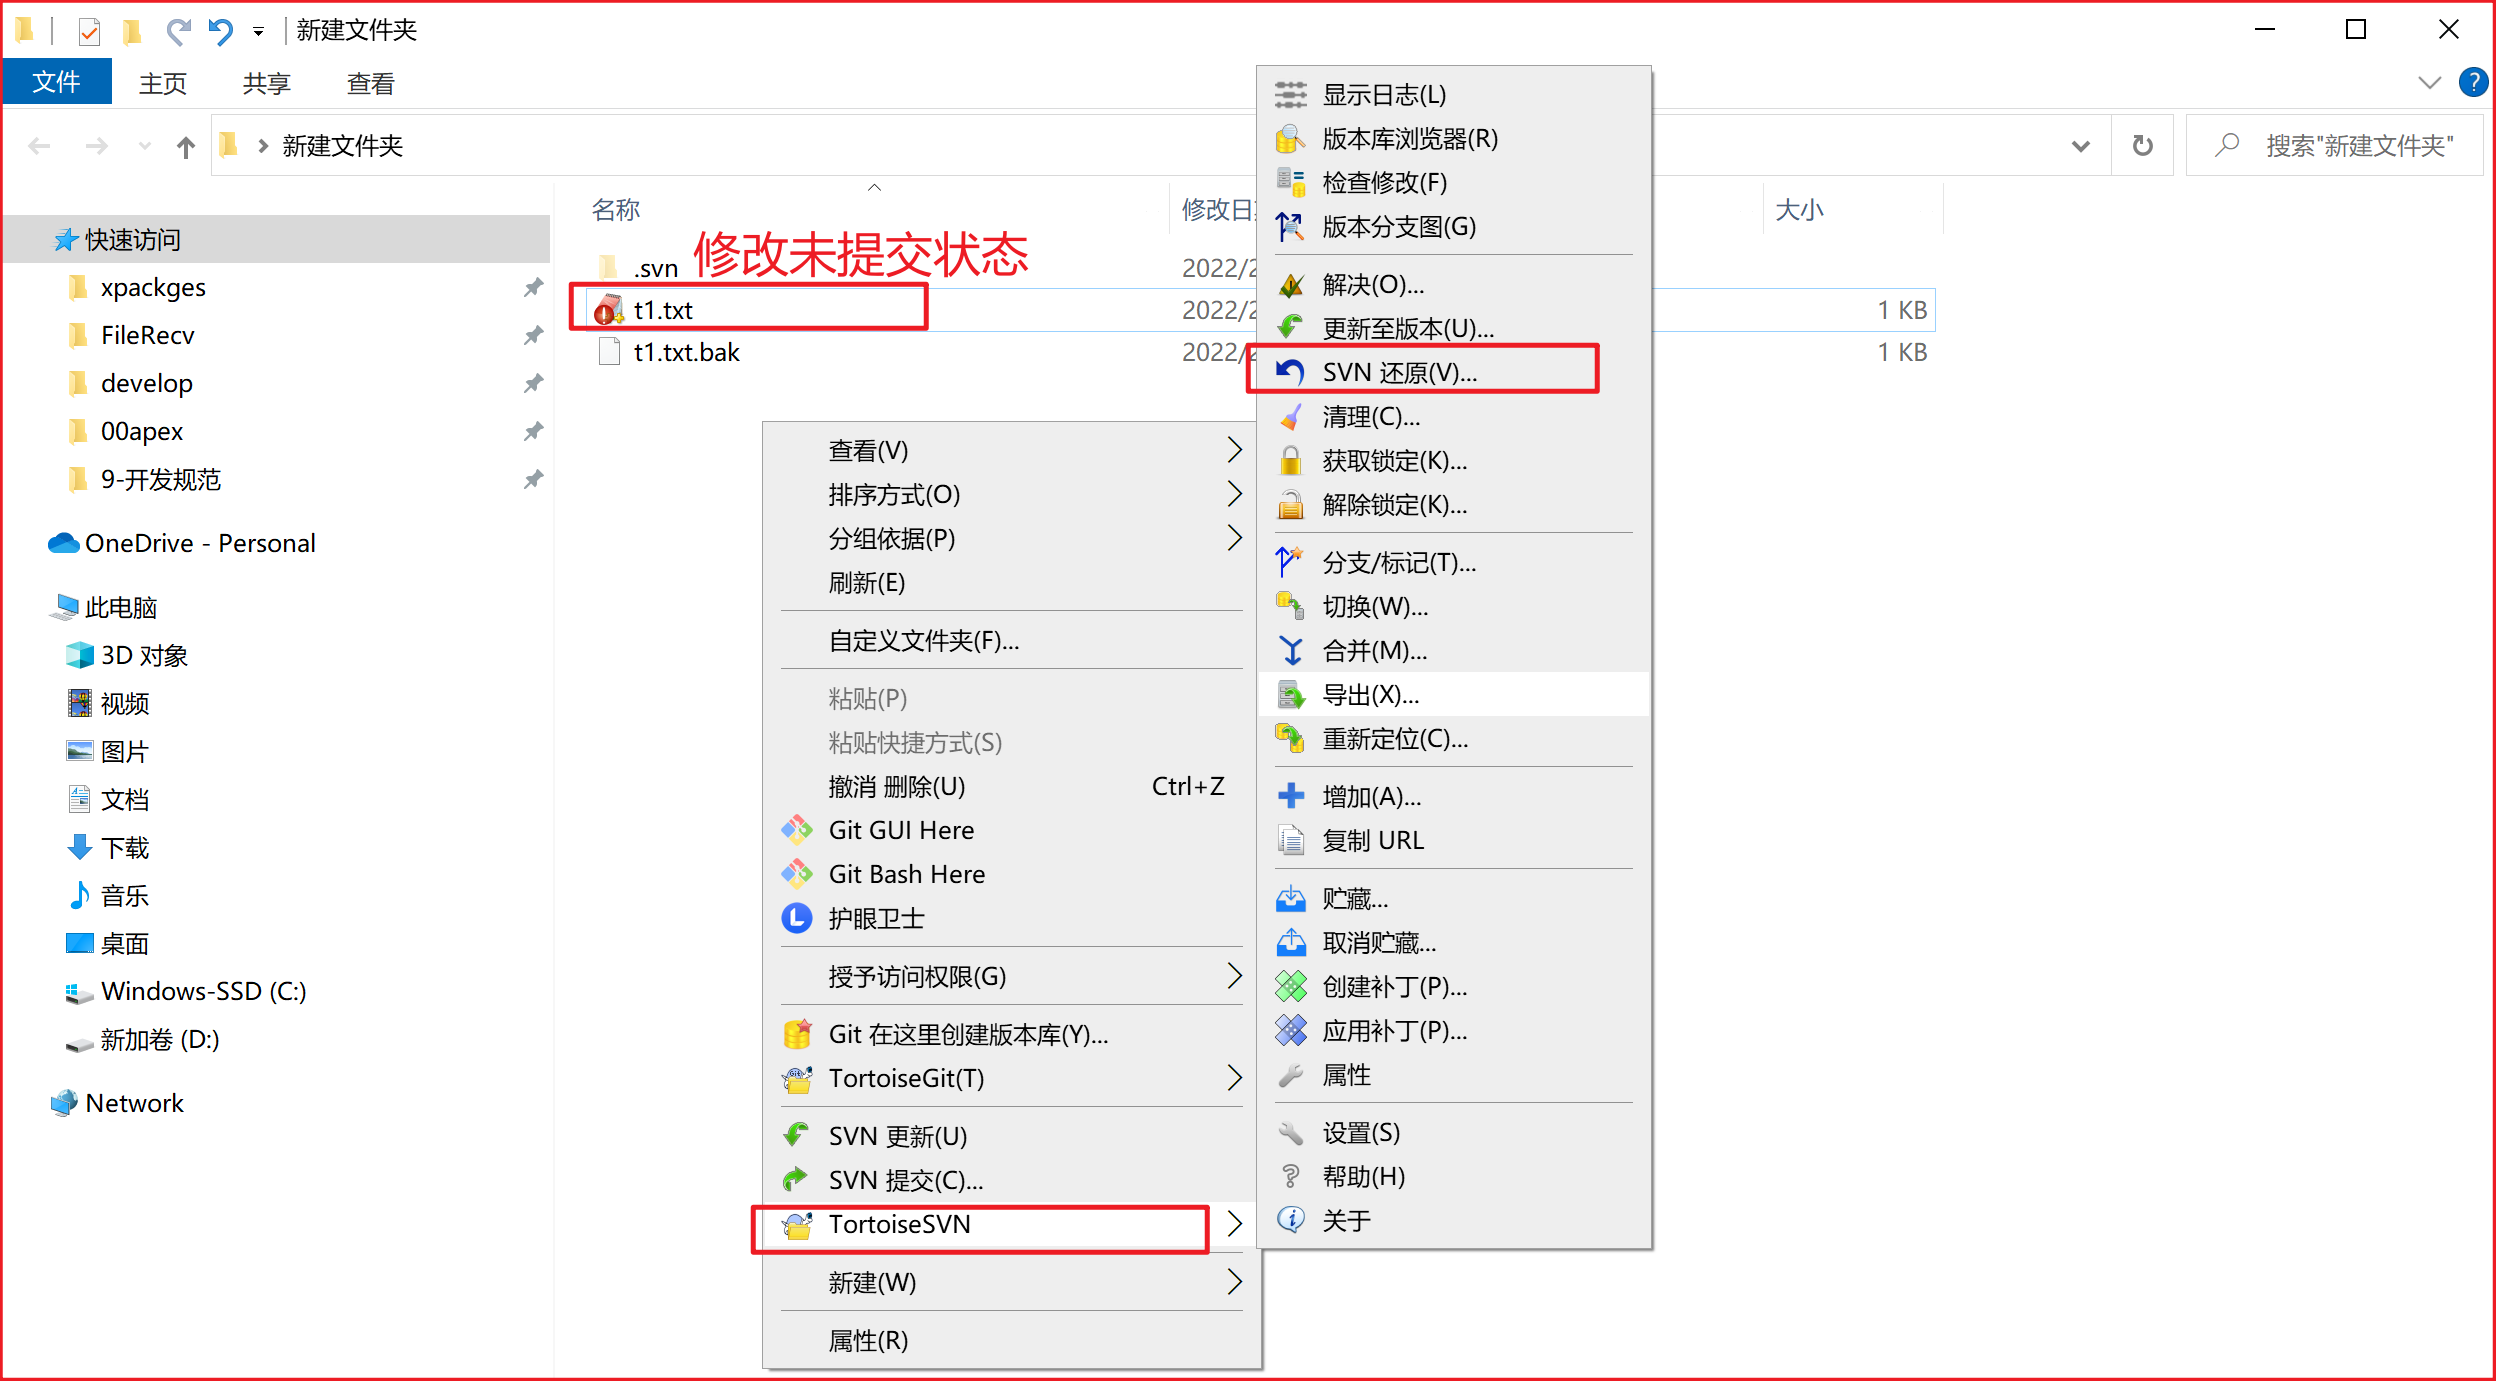 新建文件夹
文件 主页 共享 查看
新建文件夹
搜索"新建文件夹"
快速访问
xpackges
FileRecv
develop
00apex
9-开发规范
OneDrive - Personal
此电脑
3D 对象
视频
图片
文档
下载
音乐
桌面
Windows-SSD (C:)
新加卷 (D:)
Network
名称 修改日 大小
修改未提交状态
.svn 2022/2
t1.txt 2022/2 1 KB
t1.txt.bak 2022/2 1 KB
查看(V)
排序方式(O)
分组依据(P)
刷新(E)
自定义文件夹(F)...
粘贴(P)
粘贴快捷方式(S)
撤消 删除(U) Ctrl+Z
Git GUI Here
Git Bash Here
护眼卫士
授予访问权限(G)
Git 在这里创建版本库(Y)...
TortoiseGit(T)
SVN 更新(U)
SVN 提交(C)...
TortoiseSVN
新建(W)
属性(R)
显示日志(L)
版本库浏览器(R)
检查修改(F)
版本分支图(G)
解决(O)...
更新至版本(U)...
SVN 还原(V)...
清理(C)...
获取锁定(K)...
解除锁定(K)...
分支/标记(T)...
切换(W)...
合并(M)...
导出(X)...
重新定位(C)...
增加(A)...
复制 URL
贮藏...
取消贮藏...
创建补丁(P)...
应用补丁(P)...
属性
设置(S)
帮助(H)
关于